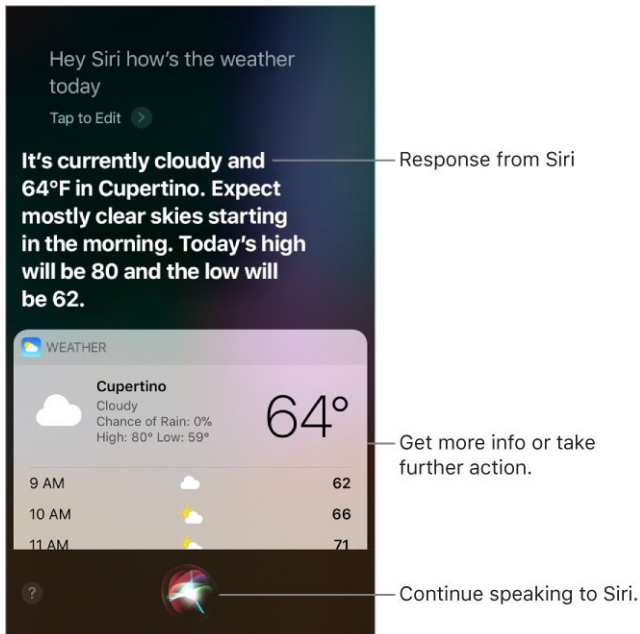 Hey Siri how's the weather
today
Tap to Edit >
It's currently cloudy and
64°F in Cupertino. Expect
mostly clear skies starting
in the morning. Today's high
will be 80 and the low will
be 62.
Response from Siri
WEATHER
Cupertino
Cloudy
Chance of Rain: 0%
High: 80° Low: 59°
64°
Get more info or take
further action.
9 AM 62
10 AM 66
11 AM 71
?
Continue speaking to Siri.